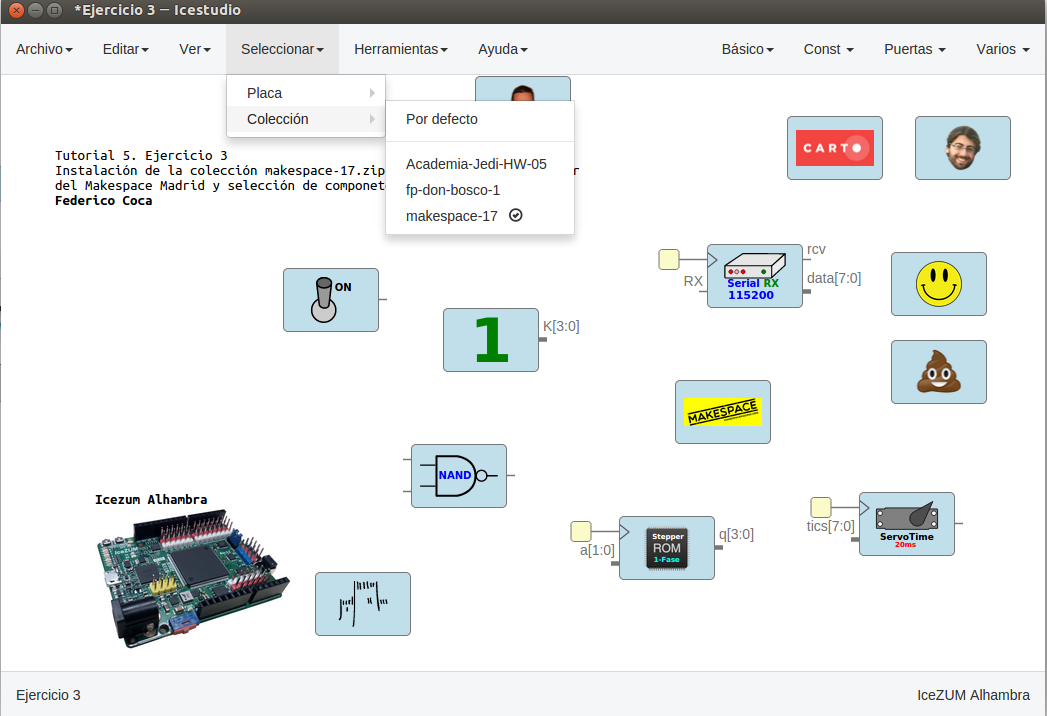 *Ejercicio 3 — Icestudio
Archivo Editar Ver Seleccionar Herramientas Ayuda Básico Const Puertas Varios
Placa
Colección
Por defecto
Academia-Jedi-HW-05
fp-don-bosco-1
makespace-17
Tutorial 5. Ejercicio 3
Instalación de la colección makespace-17.zip
del Makespace Madrid y selección de componet
Federico Coca
CARTO
ON
1
K[3:0]
RX
Serial RX
115200
rcv
data[7:0]
MAKESPACE
NAND
Icezum Alhambra
IceZUM
a[1:0]
Stepper
ROM
1-Fase
q[3:0]
tics[7:0]
ServoTime
20ms
Ejercicio 3
IceZUM Alhambra